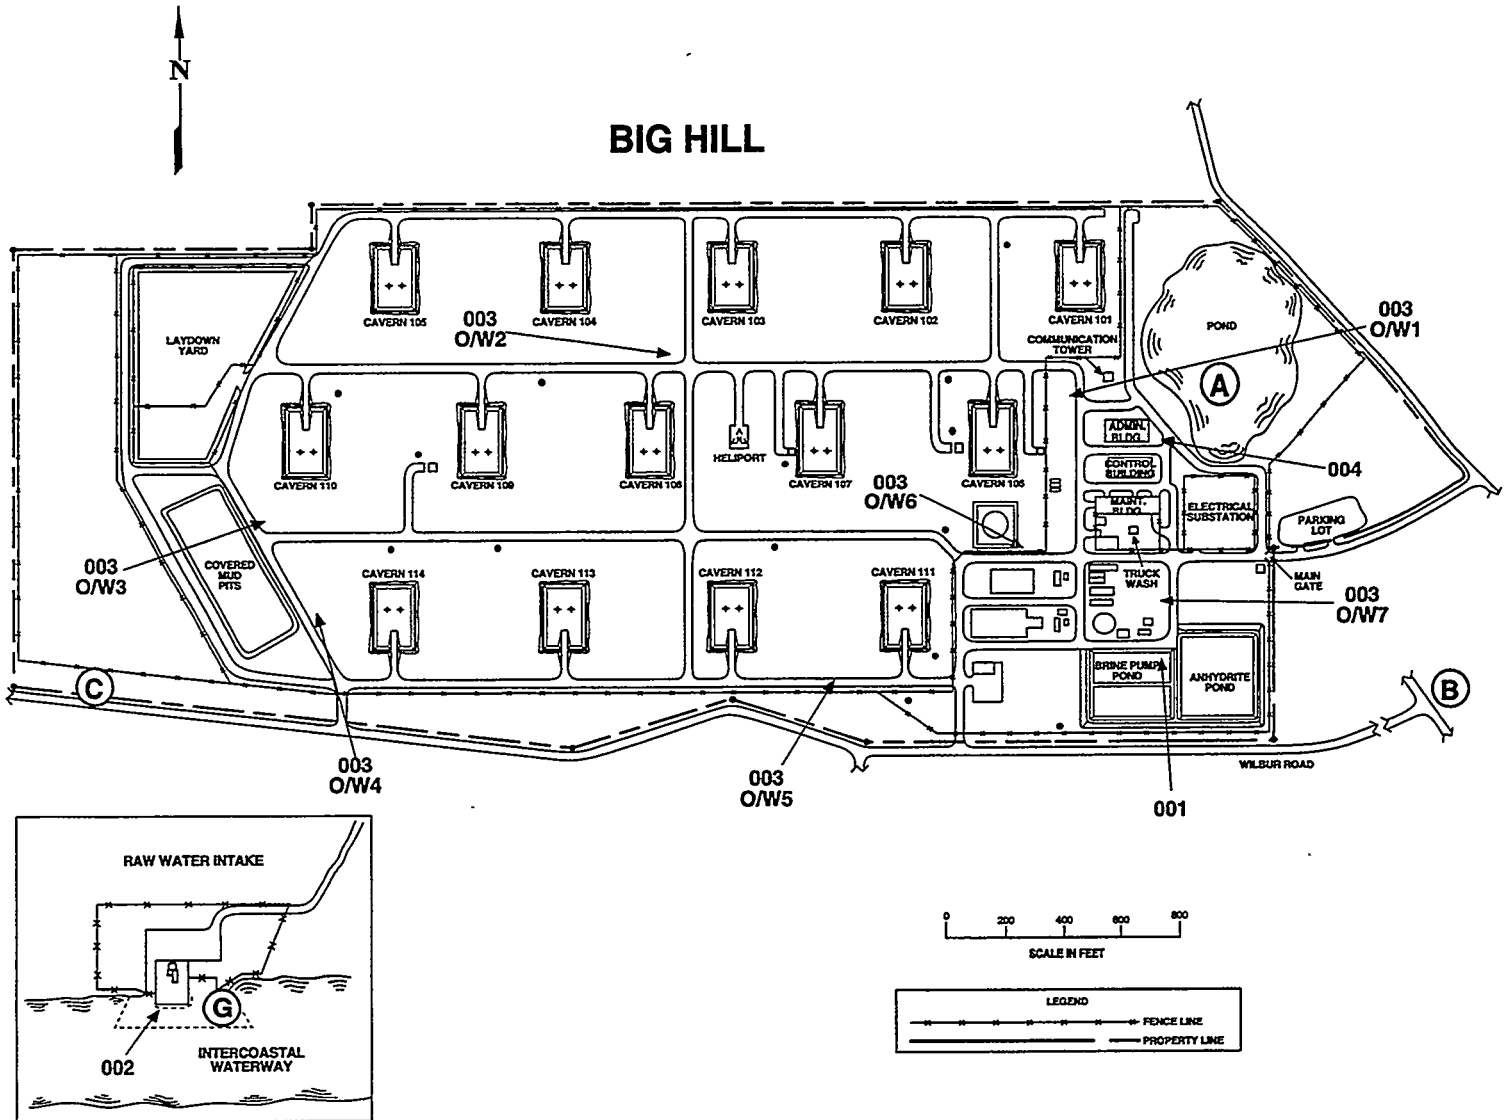 N
BIG HILL
CAVERN 105
CAVERN 104
CAVERN 103
CAVERN 102
CAVERN 101
003
O/W2
003
O/W1
LAYDOWN
YARD
COMMUNICATION
TOWER
POND
A
ADMIN.
BLDG.
CONTROL
BUILDING
004
HELIPORT
CAVERN 110
CAVERN 109
CAVERN 108
CAVERN 107
CAVERN 106
003
O/W6
MAINT.
BLDG
ELECTRICAL
SUBSTATION
PARKING
LOT
003
O/W3
COVERED
MUD
PITS
CAVERN 114
CAVERN 113
CAVERN 112
CAVERN 111
TRUCK
WASH
MAIN
GATE
003
O/W7
C
BRINE PUMP
POND
ANHYDRITE
POND
B
003
O/W4
003
O/W5
WILBUR ROAD
001
RAW WATER INTAKE
G
002
INTERCOASTAL
WATERWAY
0 200 400 600 800
SCALE IN FEET
LEGEND
FENCE LINE
PROPERTY LINE